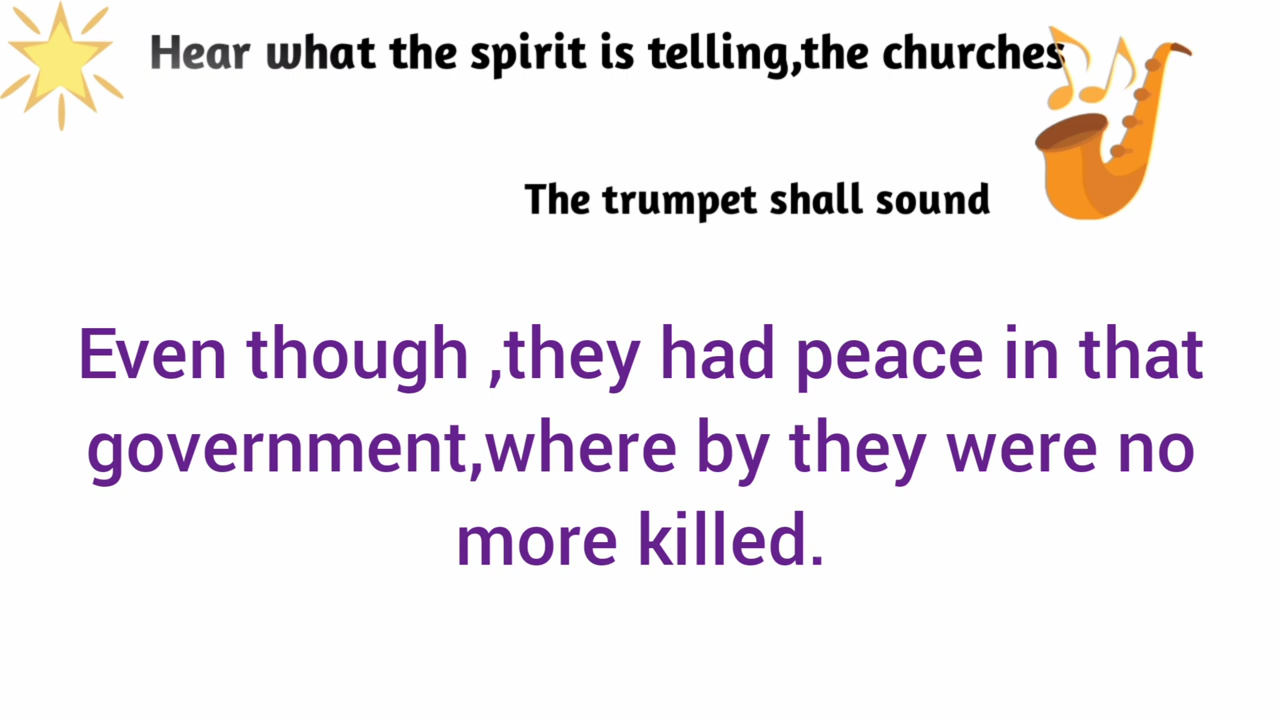 Hear what the spirit is telling,the churches
The trumpet shall sound
Even though ,they had peace in that
government,where by they were no
more killed.